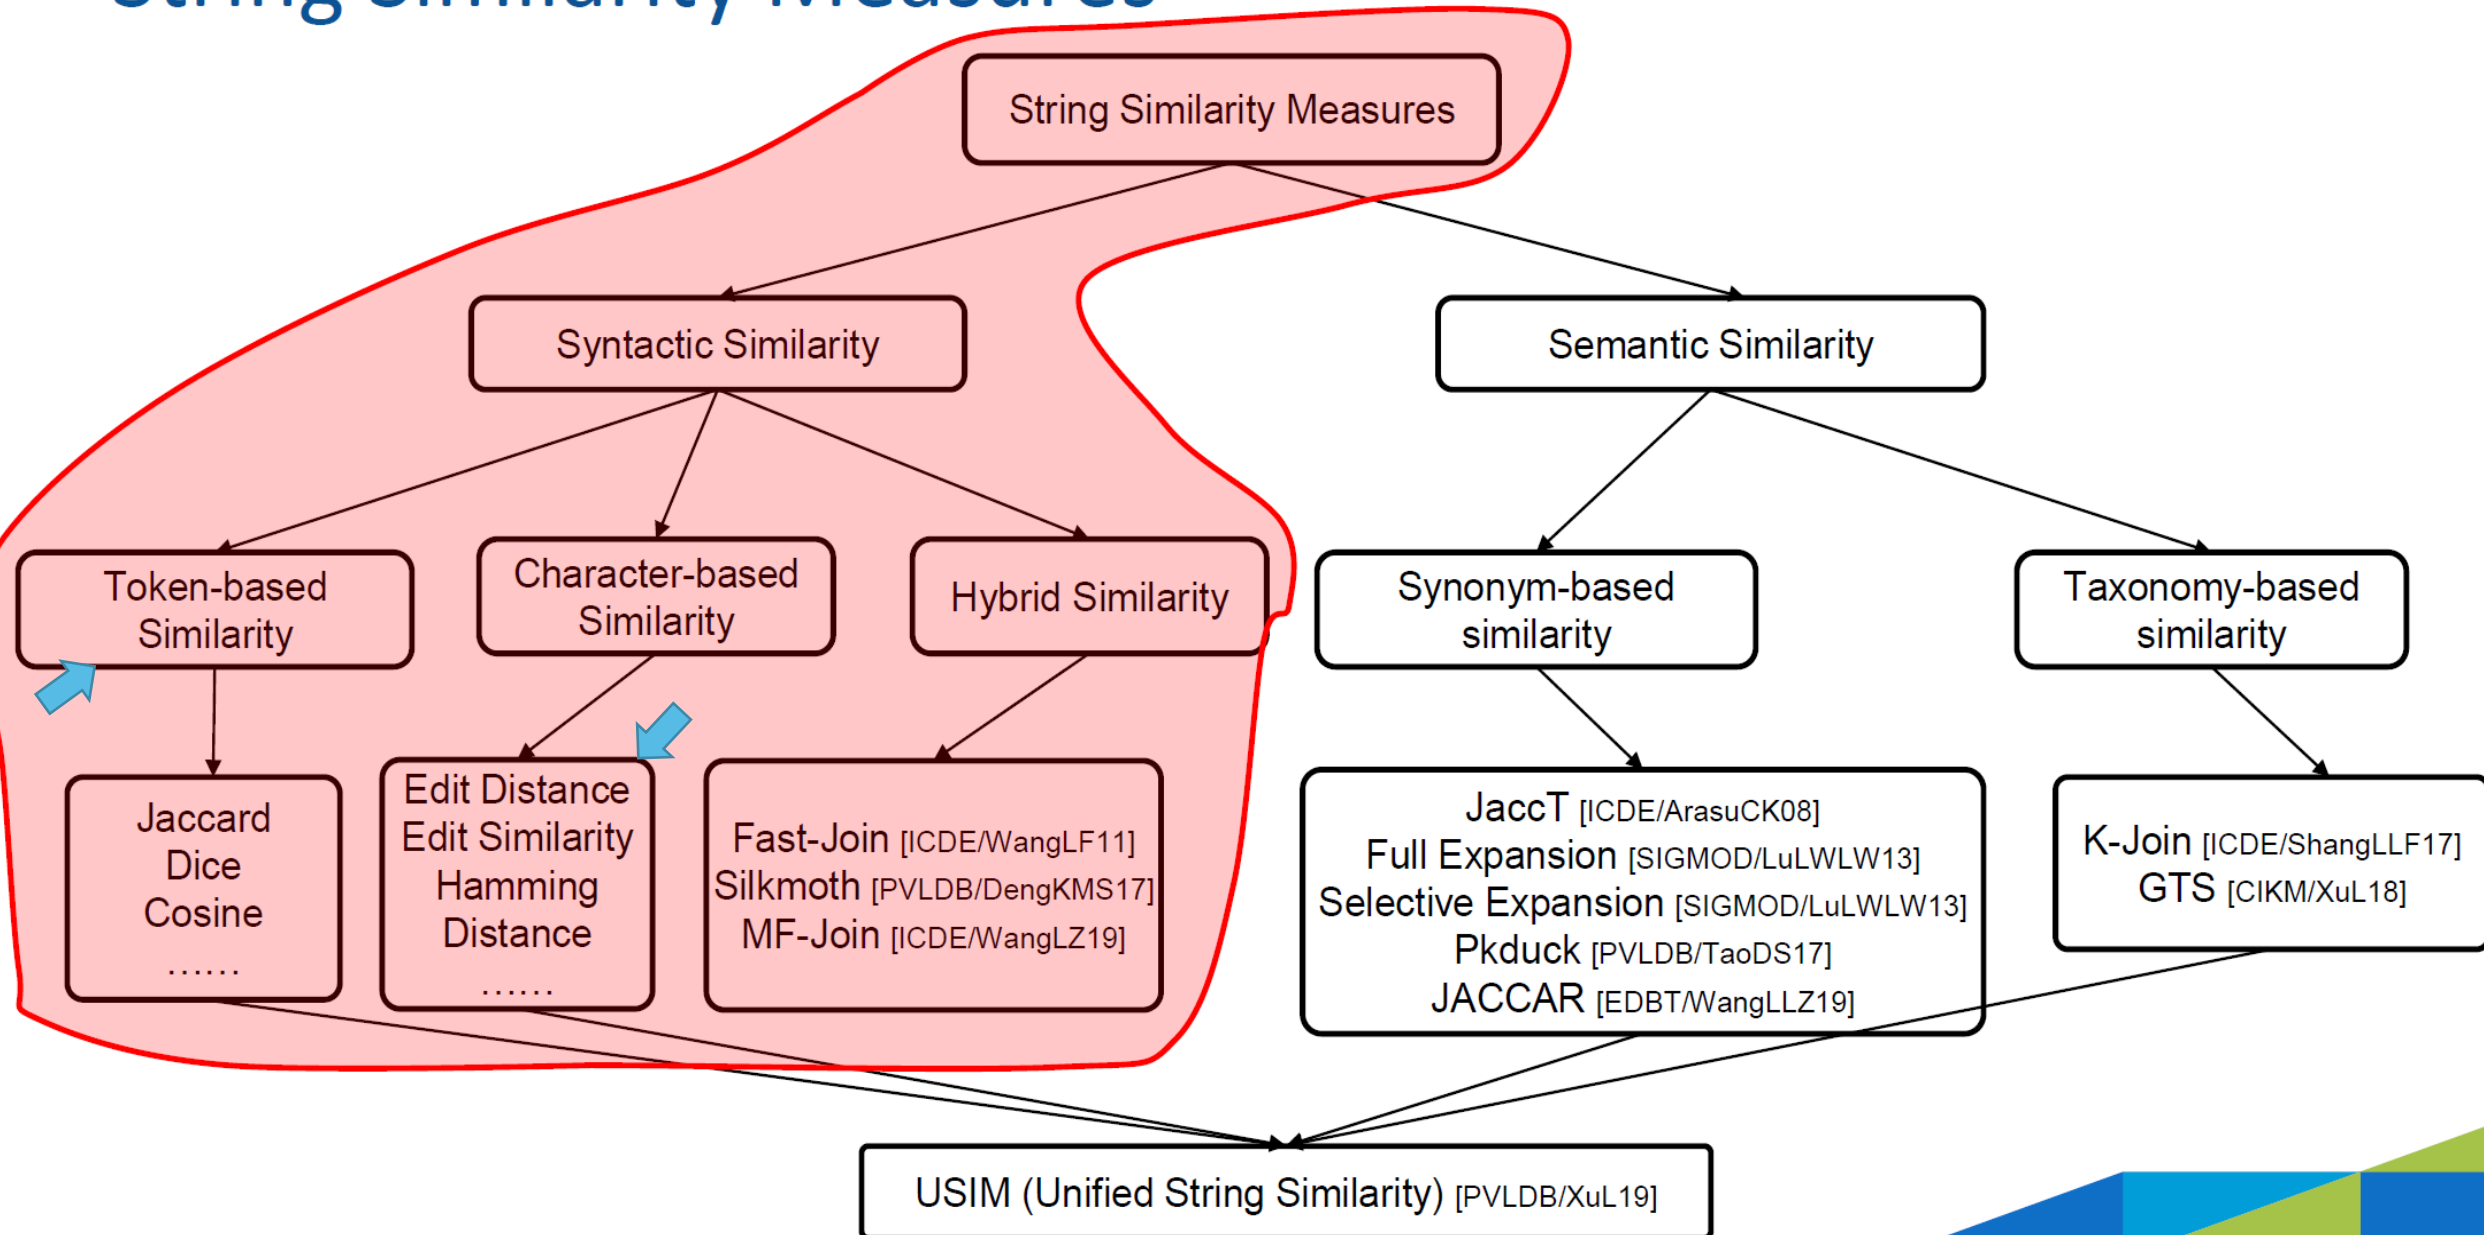 String Similarity Measures
String Similarity Measures
Syntactic Similarity
Semantic Similarity
Token-based
Similarity
Character-based
Similarity
Hybrid Similarity
Synonym-based
similarity
Taxonomy-based
similarity
Jaccard
Dice
Cosine
......
Edit Distance
Edit Similarity
Hamming
Distance
......
Fast-Join [ICDE/WangLF11]
Silkmoth [PVLDB/DengKMS17]
MF-Join [ICDE/WangLZ19]
JaccT [ICDE/ArasuCK08]
Full Expansion [SIGMOD/LuLWLW13]
Selective Expansion [SIGMOD/LuLWLW13]
Pkduck [PVLDB/TaoDS17]
JACCAR [EDBT/WangLLZ19]
K-Join [ICDE/ShangLLF17]
GTS [CIKM/XuL18]
USIM (Unified String Similarity) [PVLDB/XuL19]